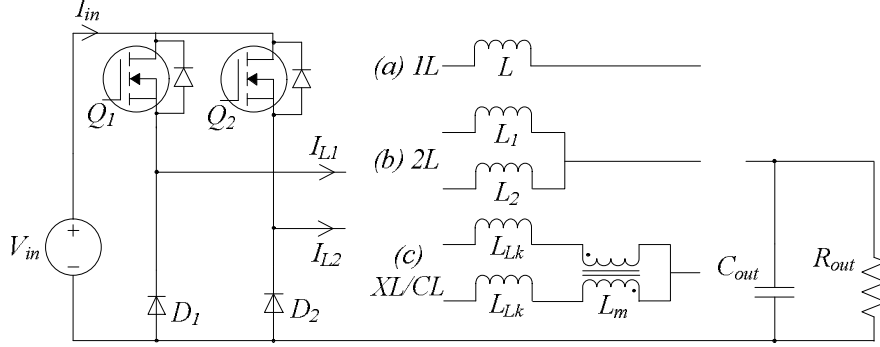 I_in
Q_1
Q_2
I_L1
I_L2
V_in
+
−
D_1
D_2
(a) 1L
L
(b) 2L
L_1
L_2
(c)
XL/CL
L_Lk
L_Lk
L_m
C_out
R_out